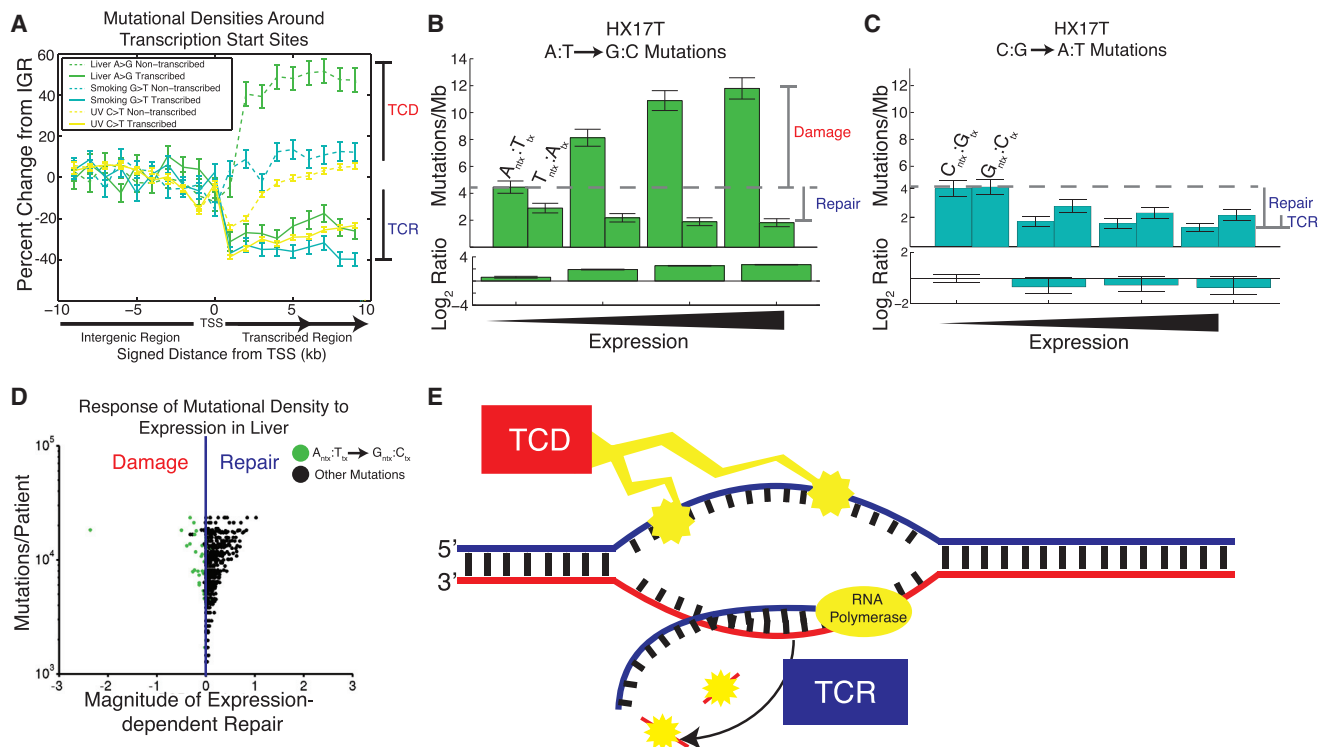 A
Mutational Densities Around
Transcription Start Sites
Percent Change from IGR
60
40
20
0
-20
-40
Liver A>G Non-transcribed
Liver A>G Transcribed
Smoking G>T Non-transcribed
Smoking G>T Transcribed
UV C>T Non-transcribed
UV C>T Transcribed
TCD
TCR
-10 -5 0 5 10
TSS
Intergenic Region Transcribed Region
Signed Distance from TSS (kb)
B
HX17T
A:T → G:C Mutations
Mutations/Mb
14
12
10
8
6
4
2
Antx:Ttx
Tntx:Atx
Damage
Repair
Log2 Ratio
4
−4
Expression
C
HX17T
C:G → A:T Mutations
Mutations/Mb
12
10
8
6
4
2
Cntx:Gtx
Gntx:Ctx
Repair
TCR
Log2 Ratio
2
0
−2
Expression
D
Response of Mutational Density to
Expression in Liver
Antx:Ttx → Gntx:Ctx
Other Mutations
Damage Repair
Mutations/Patient
10^5
10^4
10^3
-3 -2 -1 0 1 2 3
Magnitude of Expression-
dependent Repair
E
TCD
5’
3’
RNA
Polymerase
TCR